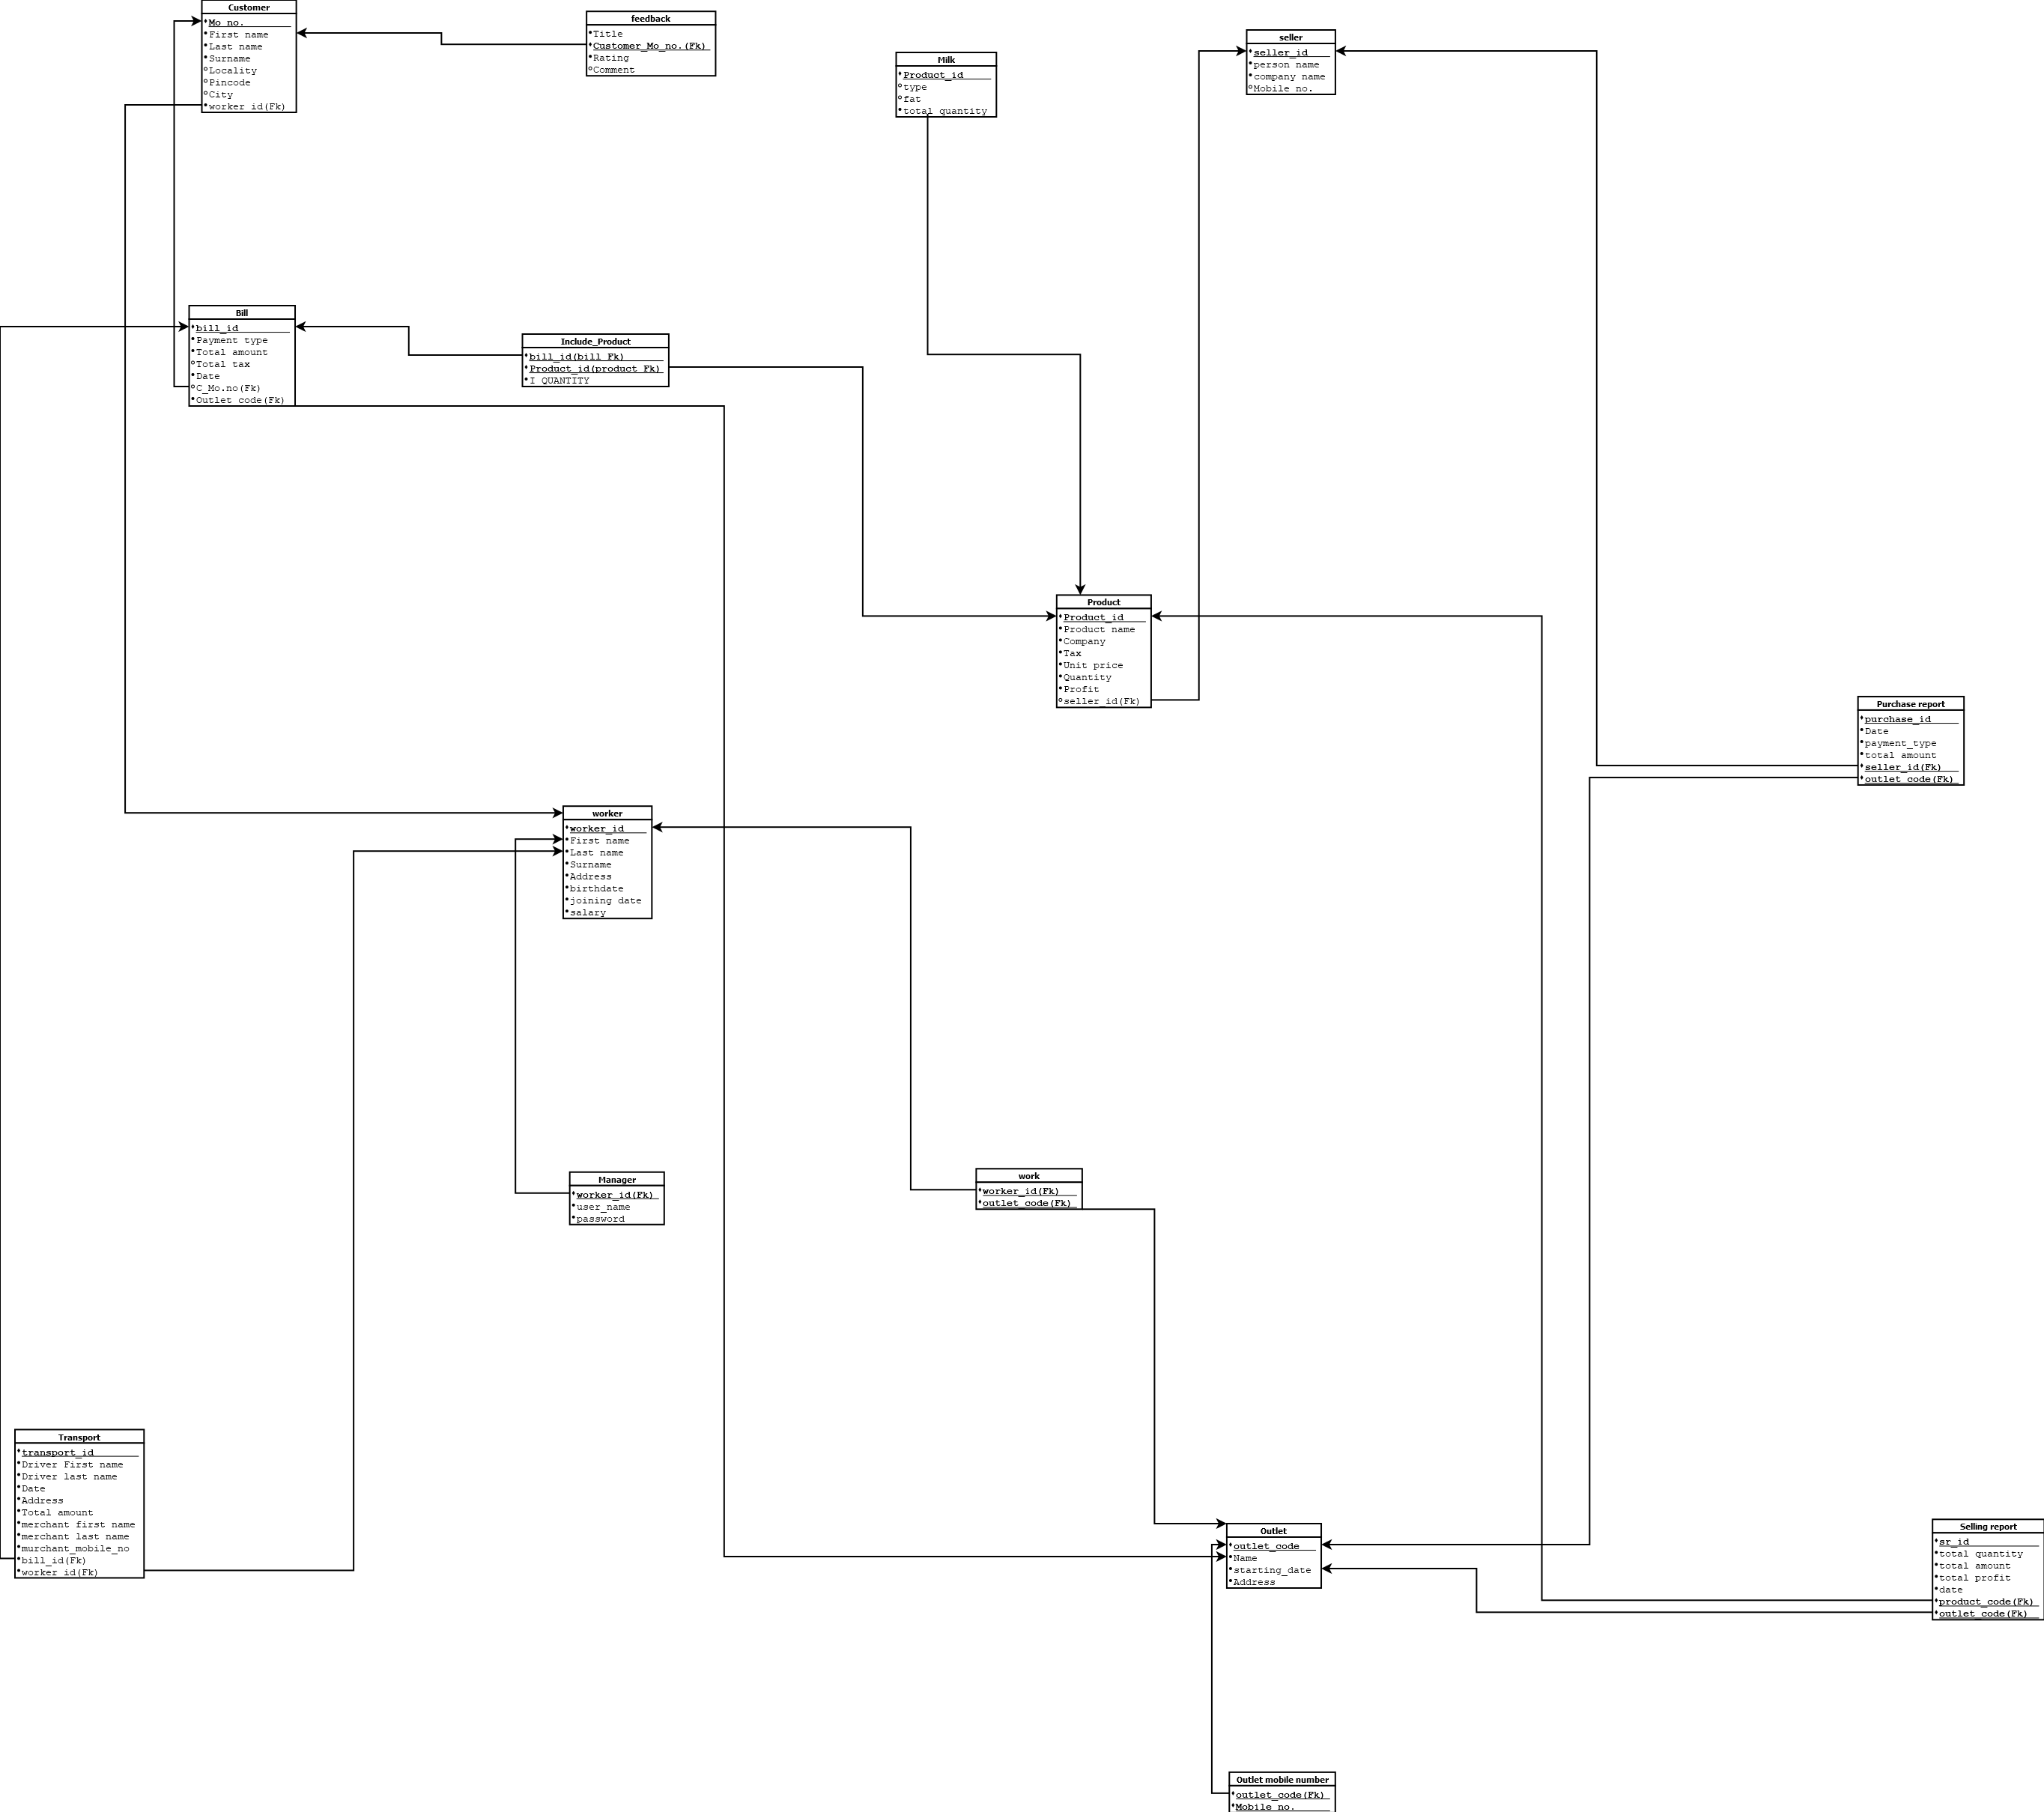 Customer
Mo no.
First name
Last name
Surname
Locality
Pincode
City
worker id(Fk)
feedback
Title
Customer_Mo_no.(Fk)
Rating
Comment
Milk
Product_id
type
fat
total quantity
seller
seller_id
person name
company name
Mobile no.
Bill
bill_id
Payment type
Total amount
Total tax
Date
C_Mo.no(Fk)
Outlet code(Fk)
Include_Product
bill_id(bill Fk)
Product_id(product Fk)
I QUANTITY
Product
Product_id
Product name
Company
Tax
Unit price
Quantity
Profit
seller_id(Fk)
Purchase report
purchase_id
Date
payment_type
total amount
seller_id(Fk)
outlet code(Fk)
worker
worker_id
First name
Last name
Surname
Address
birthdate
joining date
salary
Manager
worker_id(Fk)
user_name
password
work
worker_id(Fk)
outlet_code(Fk)
Transport
transport_id
Driver First name
Driver last name
Date
Address
Total amount
merchant first name
merchant last name
murchant_mobile_no
bill_id(Fk)
worker id(Fk)
Outlet
outlet_code
Name
starting_date
Address
Selling report
sr_id
total quantity
total amount
total profit
date
product_code(Fk)
outlet_code(Fk)
Outlet mobile number
outlet_code(Fk)
Mobile no.